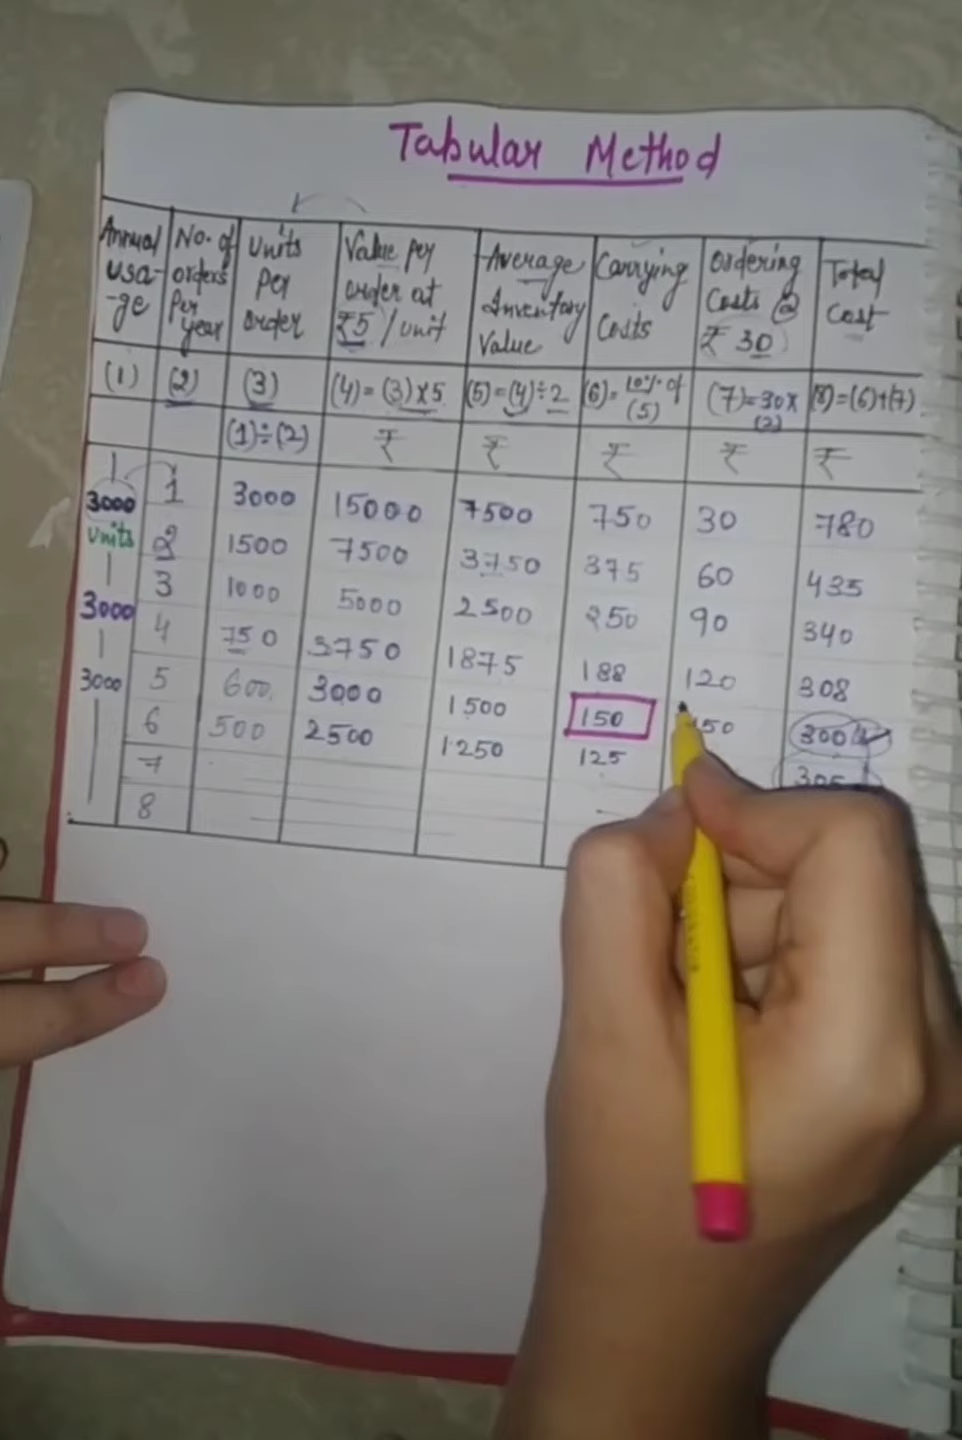 Tabular Method
Annual usa-ge | No. of orders Per year | Units Per order | Value per order at ₹5/unit | Average Inventory Value | Carrying Costs | Ordering Costs @ ₹ 30 | Total Cost
(1) | (2) | (3) | (4) = (3) × 5 | (5) = (4) ÷ 2 | (6) = 10% of (5) | (7) = 30 × (2) | (8) = (6) + (7)
(1) ÷ (2) | ₹ | ₹ | ₹ | ₹ | ₹
3000 units | 1 | 3000 | 15000 | 7500 | 750 | 30 | 780
2 | 1500 | 7500 | 3750 | 375 | 60 | 435
3000 | 3 | 1000 | 5000 | 2500 | 250 | 90 | 340
4 | 750 | 3750 | 1875 | 188 | 120 | 308
3000 | 5 | 600 | 3000 | 1500 | 150 | 150 | 300
6 | 500 | 2500 | 1250 | 125 | 305
7
8